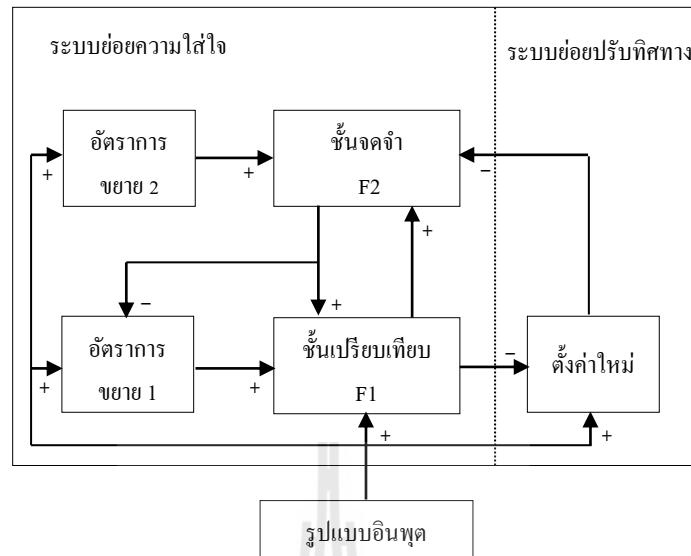 ระบบย่อยความใส่ใจ
ระบบย่อยปรับทิศทาง
อัตราการ
ขยาย 2
+
+
ชั้นจดจำ
F2
−
+
−
+
อัตราการ
ขยาย 1
+
+
ชั้นเปรียบเทียบ
F1
−
ตั้งค่าใหม่
+
+
รูปแบบอินพุต